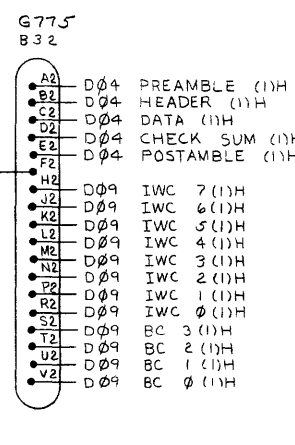 G775
B32
A2 DØ4 PREAMBLE (1)H
B2 DØ4 HEADER (1)H
C2 DØ4 DATA (1)H
D2 DØ4 CHECK SUM (1)H
E2 DØ4 POSTAMBLE (1)H
F2
H2 DØ9 IWC 7(1)H
J2 DØ9 IWC 6(1)H
K2 DØ9 IWC 5(1)H
L2 DØ9 IWC 4(1)H
M2 DØ9 IWC 3(1)H
N2 DØ9 IWC 2(1)H
P2 DØ9 IWC 1(1)H
R2 DØ9 IWC Ø(1)H
S2 DØ9 BC 3(1)H
T2 DØ9 BC 2(1)H
U2 DØ9 BC 1(1)H
V2 DØ9 BC Ø(1)H